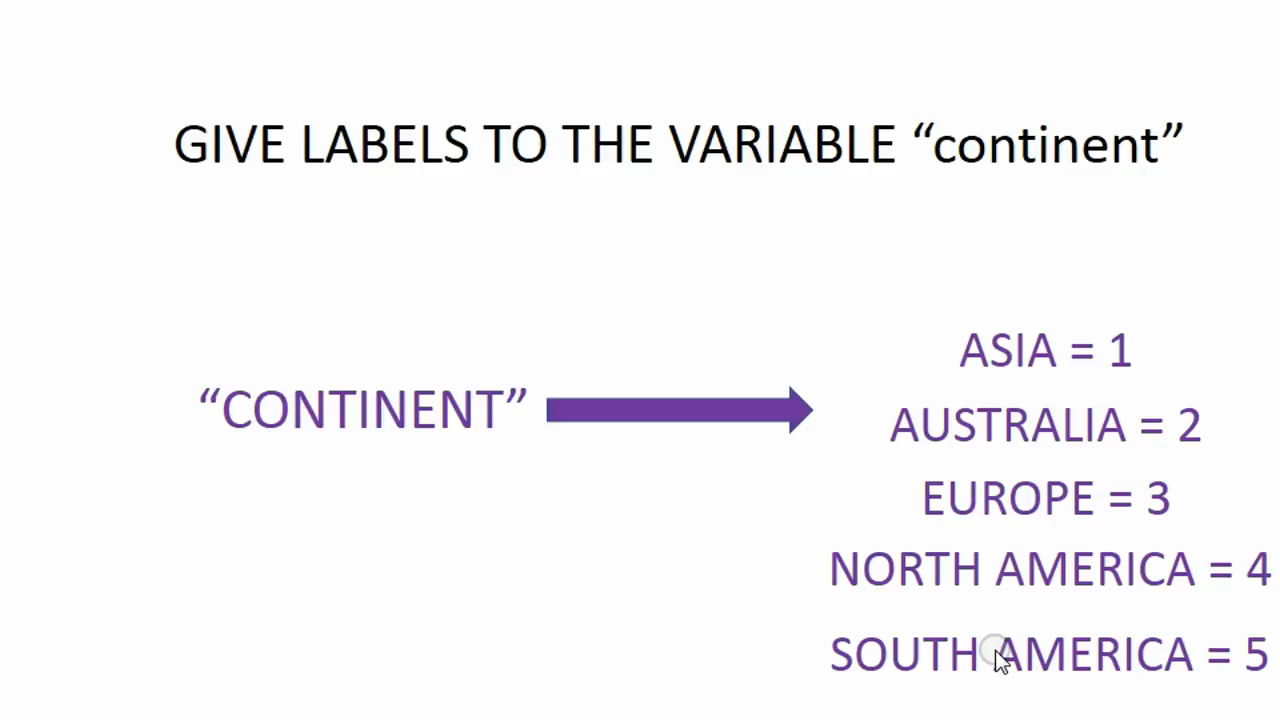 GIVE LABELS TO THE VARIABLE “continent”
“CONTINENT”
ASIA = 1
AUSTRALIA = 2
EUROPE = 3
NORTH AMERICA = 4
SOUTH AMERICA = 5